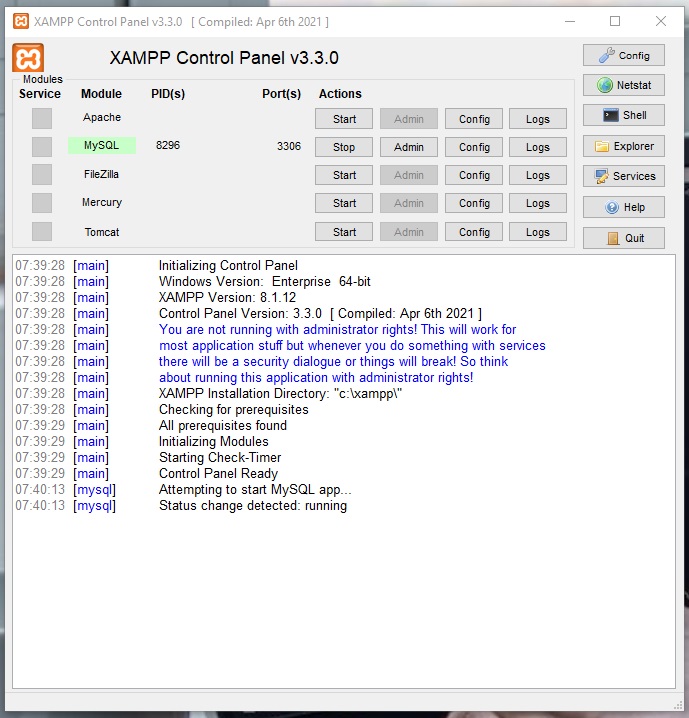 XAMPP Control Panel v3.3.0 [ Compiled: Apr 6th 2021 ]
XAMPP Control Panel v3.3.0
Modules
Service Module PID(s) Port(s) Actions
Apache Start Admin Config Logs
MySQL 8296 3306 Stop Admin Config Logs
FileZilla Start Admin Config Logs
Mercury Start Admin Config Logs
Tomcat Start Admin Config Logs
Config
Netstat
Shell
Explorer
Services
Help
Quit
07:39:28 [main] Initializing Control Panel
07:39:28 [main] Windows Version: Enterprise 64-bit
07:39:28 [main] XAMPP Version: 8.1.12
07:39:28 [main] Control Panel Version: 3.3.0 [ Compiled: Apr 6th 2021 ]
07:39:28 [main] You are not running with administrator rights! This will work for
07:39:28 [main] most application stuff but whenever you do something with services
07:39:28 [main] there will be a security dialogue or things will break! So think
07:39:28 [main] about running this application with administrator rights!
07:39:28 [main] XAMPP Installation Directory: "c:\xampp\"
07:39:28 [main] Checking for prerequisites
07:39:29 [main] All prerequisites found
07:39:29 [main] Initializing Modules
07:39:29 [main] Starting Check-Timer
07:39:29 [main] Control Panel Ready
07:40:13 [mysql] Attempting to start MySQL app...
07:40:13 [mysql] Status change detected: running